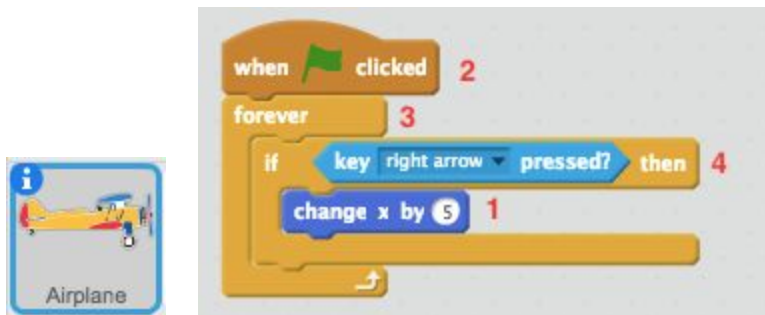 when clicked 2
forever 3
if key right arrow pressed? then 4
change x by 5 1
i
Airplane